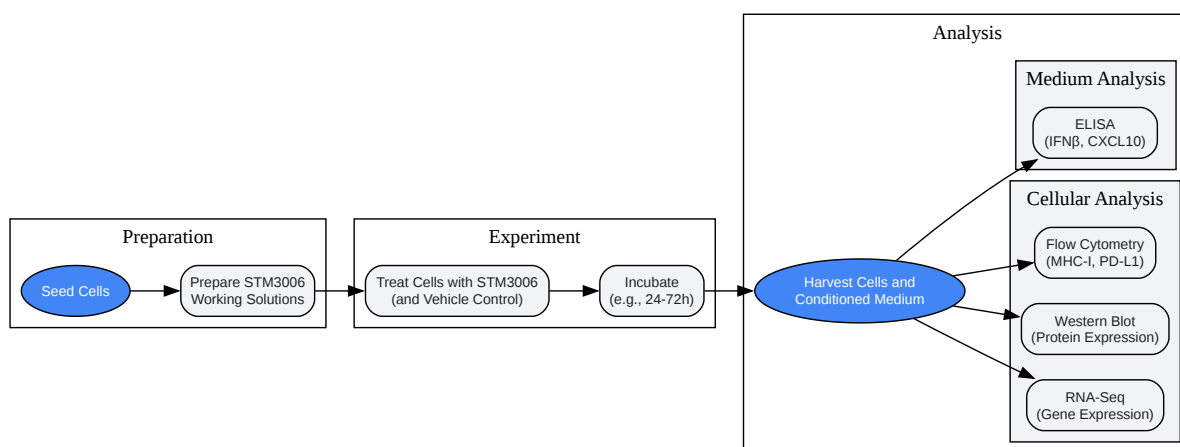 Analysis
Medium Analysis
ELISA
(IFNβ, CXCL10)
Cellular Analysis
Preparation
Experiment
Flow Cytometry
(MHC-I, PD-L1)
Seed Cells
Prepare STM3006
Working Solutions
Treat Cells with STM3006
(and Vehicle Control)
Incubate
(e.g., 24-72h)
Harvest Cells and
Conditioned Medium
Western Blot
(Protein Expression)
RNA-Seq
(Gene Expression)